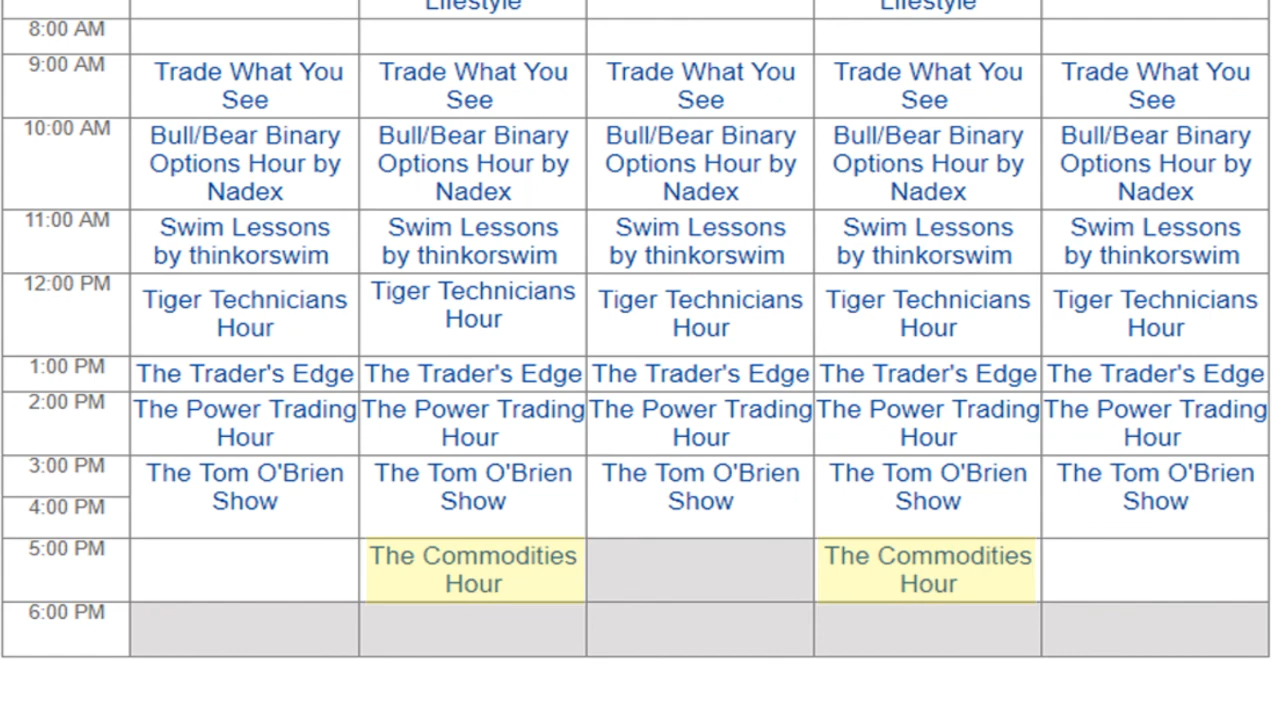 Lifestyle Lifestyle
8:00 AM
9:00 AM Trade What You Trade What You Trade What You Trade What You Trade What You
See See See See See
10:00 AM Bull/Bear Binary Bull/Bear Binary Bull/Bear Binary Bull/Bear Binary Bull/Bear Binary
Options Hour by Options Hour by Options Hour by Options Hour by Options Hour by
Nadex Nadex Nadex Nadex Nadex
11:00 AM Swim Lessons Swim Lessons Swim Lessons Swim Lessons Swim Lessons
by thinkorswim by thinkorswim by thinkorswim by thinkorswim by thinkorswim
12:00 PM Tiger Technicians Tiger Technicians Tiger Technicians Tiger Technicians Tiger Technicians
Hour Hour Hour Hour Hour
1:00 PM The Trader's Edge The Trader's Edge The Trader's Edge The Trader's Edge The Trader's Edge
2:00 PM The Power Trading The Power Trading The Power Trading The Power Trading The Power Trading
Hour Hour Hour Hour Hour
3:00 PM The Tom O'Brien The Tom O'Brien The Tom O'Brien The Tom O'Brien The Tom O'Brien
4:00 PM Show Show Show Show Show
5:00 PM The Commodities The Commodities
Hour Hour
6:00 PM